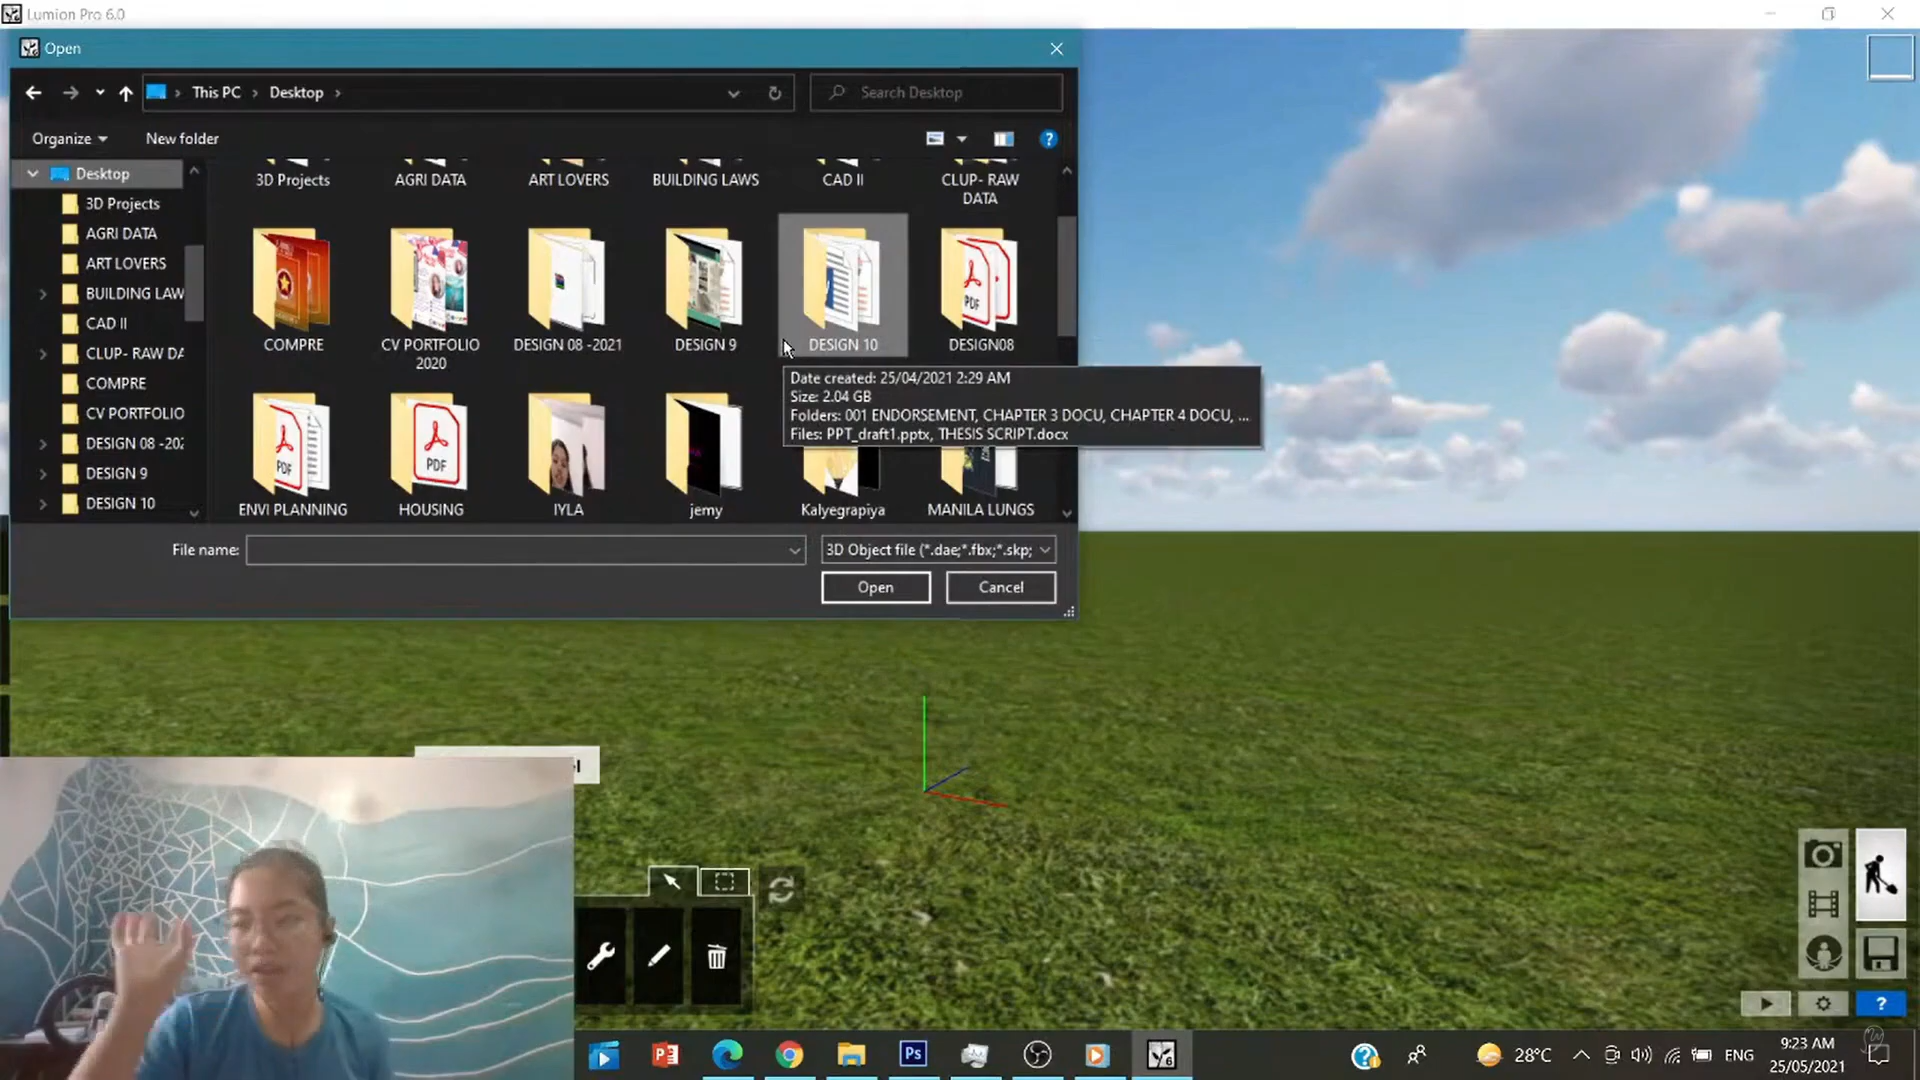 Lumion Pro 6.0
Open
This PC
Desktop
Search Desktop
Organize
New folder
?
Desktop
3D Projects
AGRI DATA
ART LOVERS
BUILDING LAW
CAD II
CLUP- RAW DA
COMPRE
CV PORTFOLIO
DESIGN 08 -202
DESIGN 9
DESIGN 10
3D Projects
AGRI DATA
ART LOVERS
BUILDING LAWS
CAD II
CLUP- RAW
DATA
COMPRE
CV PORTFOLIO
2020
DESIGN 08 -2021
DESIGN 9
DESIGN 10
PDF
DESIGN08
Date created: 25/04/2021 2:29 AM
Size: 2.04 GB
Folders: 001 ENDORSEMENT, CHAPTER 3 DOCU, CHAPTER 4 DOCU, ...
Files: PPT_draft1.pptx, THESIS SCRIPT.docx
PDF
ENVI PLANNING
PDF
HOUSING
IYLA
jemy
Kalyegrapiya
MANILA LUNGS
File name:
3D Object file (*.dae;*.fbx;*.skp;
Open
Cancel
?
Ps
6
28°C
ENG
9:23 AM
25/05/2021